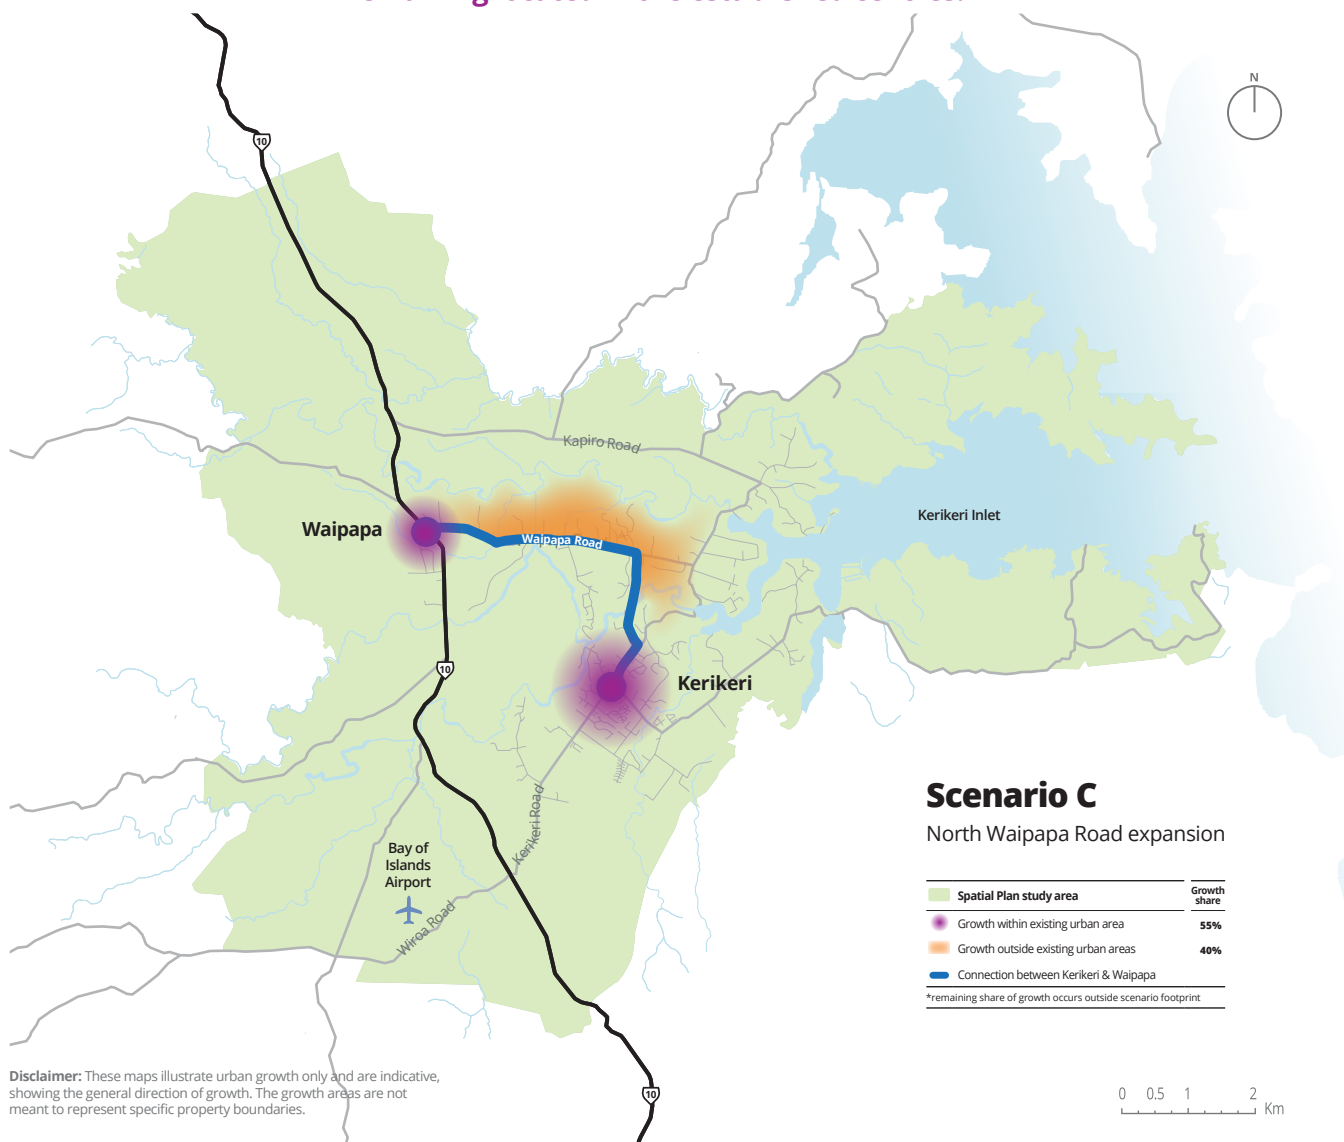 N
10
Kapiro Road
Waipapa
Waipapa Road
Kerikeri Inlet
10
Kerikeri
Scenario C
North Waipapa Road expansion
Kerikeri Road
Bay of
Islands
Airport
Wiroa Road
Growth
share
Spatial Plan study area
Growth within existing urban area 55%
Growth outside existing urban areas 40%
Connection between Kerikeri & Waipapa
*remaining share of growth occurs outside scenario footprint
Disclaimer: These maps illustrate urban growth only and are indicative,
showing the general direction of growth. The growth areas are not
meant to represent specific property boundaries.
10
0 0.5 1 2 Km